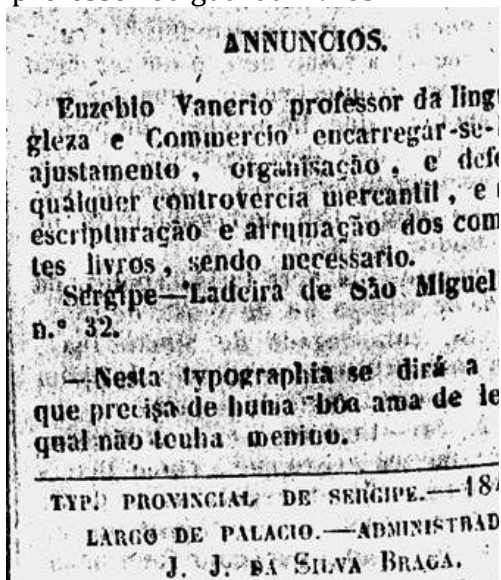 ANNUNCIOS.
Euzebio Vanerio professor da lingu
gleza e Commercio encarregar-se-
ajustamento, organisação, e defe
qualquer controvercia mercantil, e
escripturação e arrumação dos com
tes livros, sendo necessario.
Sergipe—Ladeira de São Miguel
n.º 32.
—Nesta typographia se dirá a
que precisa de huma boa ama de le
qual não tenha menino.
TYP. PROVINCIAL DE SERGIPE.—184
LARGO DE PALACIO.—ADMINISTRAD
J. J. DA SILVA BRAGA.